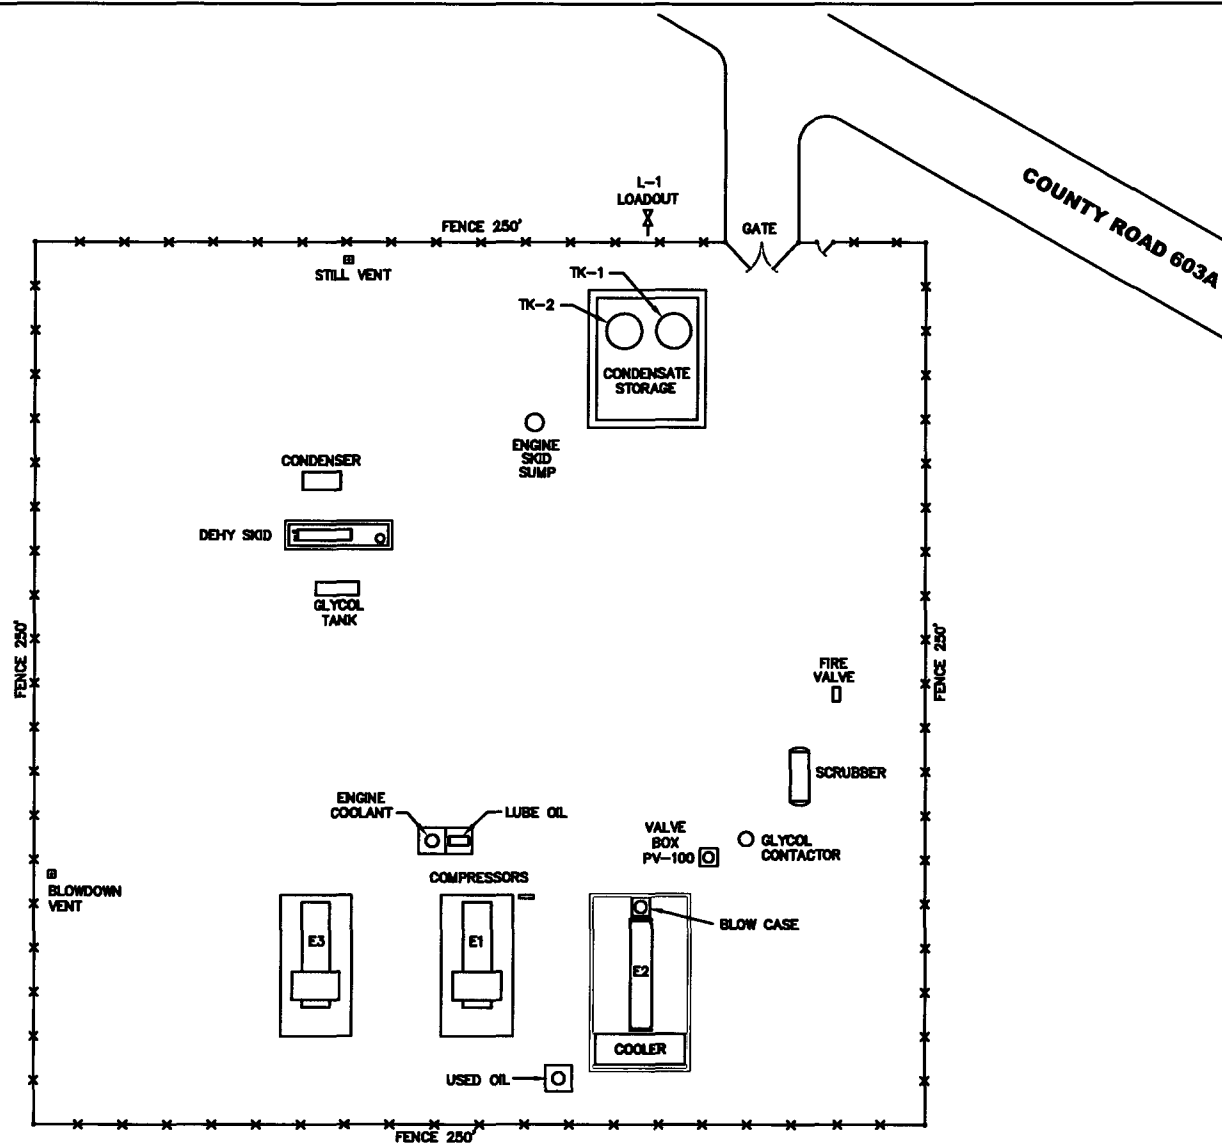 COUNTY ROAD 603A
L-1
LOADOUT
FENCE 250'
GATE
STILL VENT
TK-1
TK-2
CONDENSATE
STORAGE
ENGINE
SKID
SUMP
CONDENSER
DEHY SKID
GLYCOL
TANK
FENCE 250'
FENCE 250'
FIRE
VALVE
SCRUBBER
ENGINE
COOLANT
LUBE OIL
VALVE
BOX
PV-100
GLYCOL
CONTACTOR
COMPRESSORS
BLOWDOWN
VENT
BLOW CASE
E3
E1
E2
COOLER
USED OIL
FENCE 250'